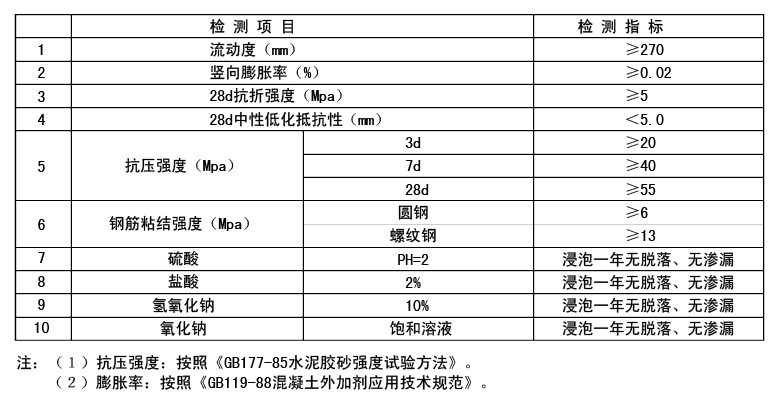 检 测 项 目 检 测 指 标
1 流动度（mm） ≥270
2 竖向膨胀率（%） ≥0.02
3 28d抗折强度（Mpa） ≥5
4 28d中性低化抵抗性（mm） ＜5.0
5 抗压强度（Mpa） 3d ≥20
7d ≥40
28d ≥55
6 钢筋粘结强度（Mpa） 圆钢 ≥6
螺纹钢 ≥13
7 硫酸 PH=2 浸泡一年无脱落、无渗漏
8 盐酸 2% 浸泡一年无脱落、无渗漏
9 氢氧化钠 10% 浸泡一年无脱落、无渗漏
10 氧化钠 饱和溶液 浸泡一年无脱落、无渗漏
注：（1）抗压强度：按照《GB177-85水泥胶砂强度试验方法》。
（2）膨胀率：按照《GB119-88混凝土外加剂应用技术规范》。